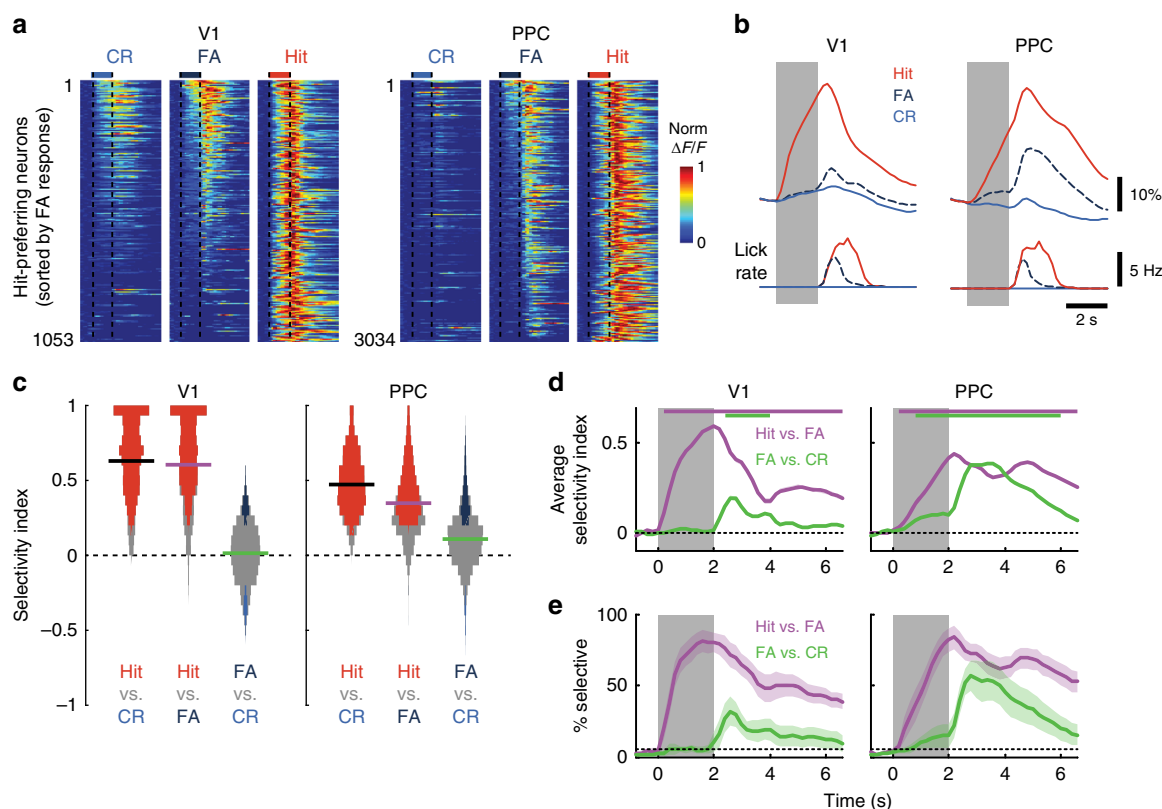 a
V1
CR FA Hit
PPC
CR FA Hit
1
1053
1
3034
Hit-preferring neurons
(sorted by FA response)
Norm
ΔF/F
1
0
b
V1
PPC
Hit
FA
CR
10%
Lick
rate
5 Hz
2 s
c
V1
PPC
Selectivity index
1
0.5
0
−0.5
−1
Hit
vs.
CR
Hit
vs.
FA
FA
vs.
CR
Hit
vs.
CR
Hit
vs.
FA
FA
vs.
CR
d
V1
PPC
Average
selectivity index
0.5
0
Hit vs. FA
FA vs. CR
0 2 4 6
0 2 4 6
e
% selective
100
50
0
Hit vs. FA
FA vs. CR
0 2 4 6
0 2 4 6
Time (s)